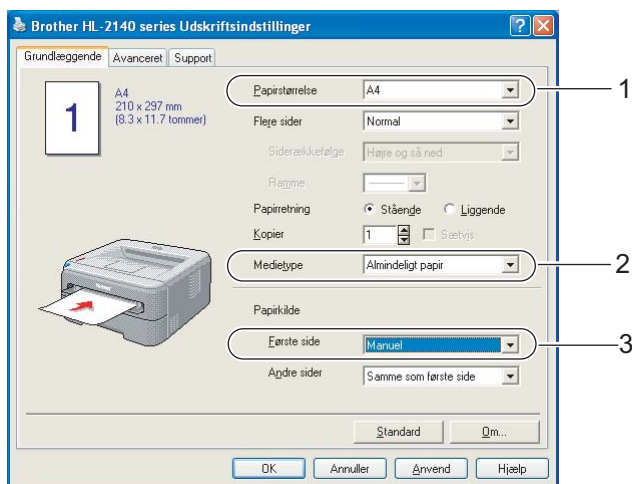 Brother HL-2140 series Udskriftsindstillinger
Grundlæggende Avanceret Support
1
A4
210 x 297 mm
(8.3 x 11.7 tommer)
Papirstørrelse A4 1
Flere sider Normal
Siderækkefølge Højre og så ned
Ramme
Papirretning Stående Liggende
Kopier 1 Sætvis
Medietype Almindeligt papir 2
Papirkilde
Første side Manuel 3
Andre sider Samme som første side
Standard Om...
OK Annuller Anvend Hjælp